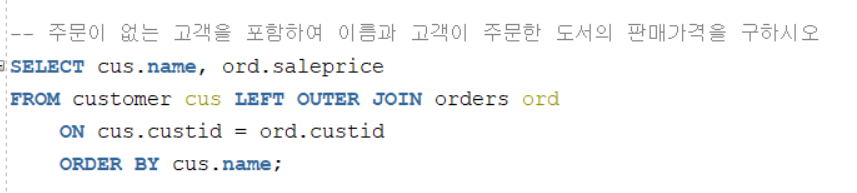 -- 주문이 없는 고객을 포함하여 이름과 고객이 주문한 도서의 판매가격을 구하시오
SELECT cus.name, ord.saleprice
FROM customer cus LEFT OUTER JOIN orders ord
ON cus.custid = ord.custid
ORDER BY cus.name;